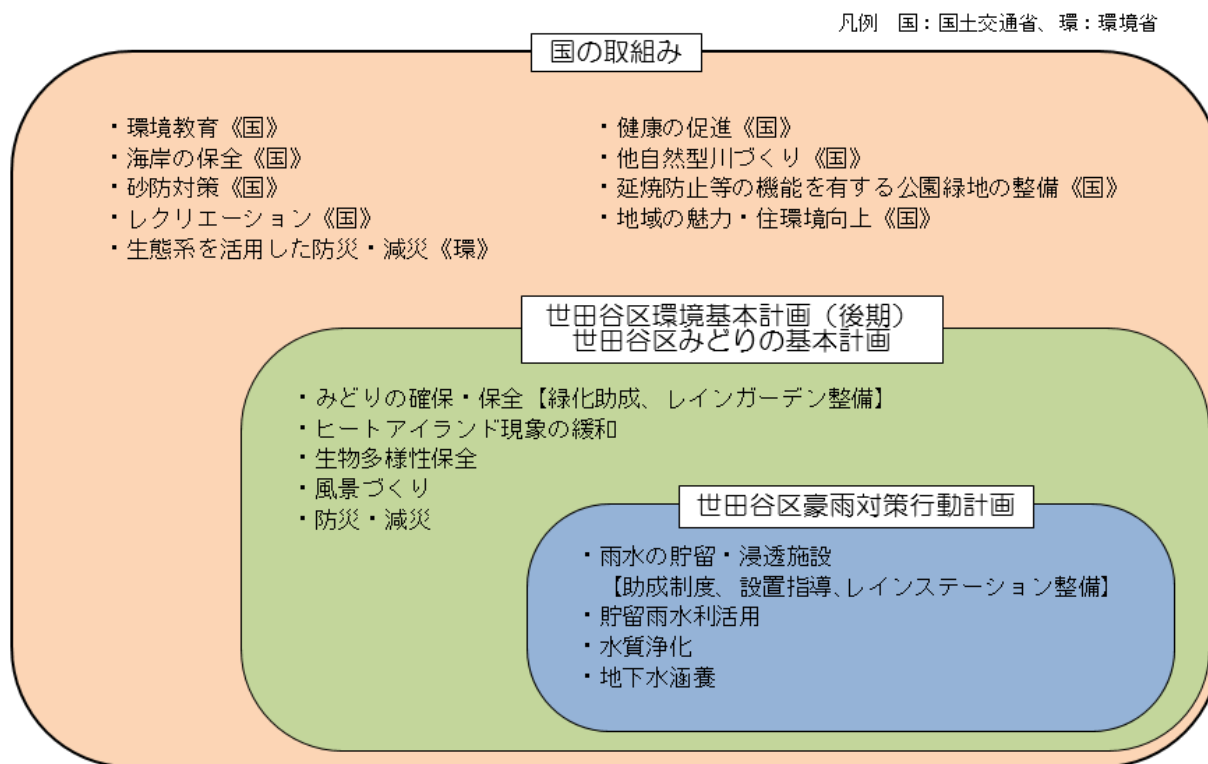 凡例　国：国土交通省、環：環境省
国の取組み
・環境教育《国》
・海岸の保全《国》
・砂防対策《国》
・レクリエーション《国》
・生態系を活用した防災・減災《環》
・健康の促進《国》
・他自然型川づくり《国》
・延焼防止等の機能を有する公園緑地の整備《国》
・地域の魅力・住環境向上《国》
世田谷区環境基本計画（後期）
世田谷区みどりの基本計画
・みどりの確保・保全【緑化助成、レインガーデン整備】
・ヒートアイランド現象の緩和
・生物多様性保全
・風景づくり
・防災・減災
世田谷区豪雨対策行動計画
・雨水の貯留・浸透施設
【助成制度、設置指導、レインステーション整備】
・貯留雨水利活用
・水質浄化
・地下水涵養